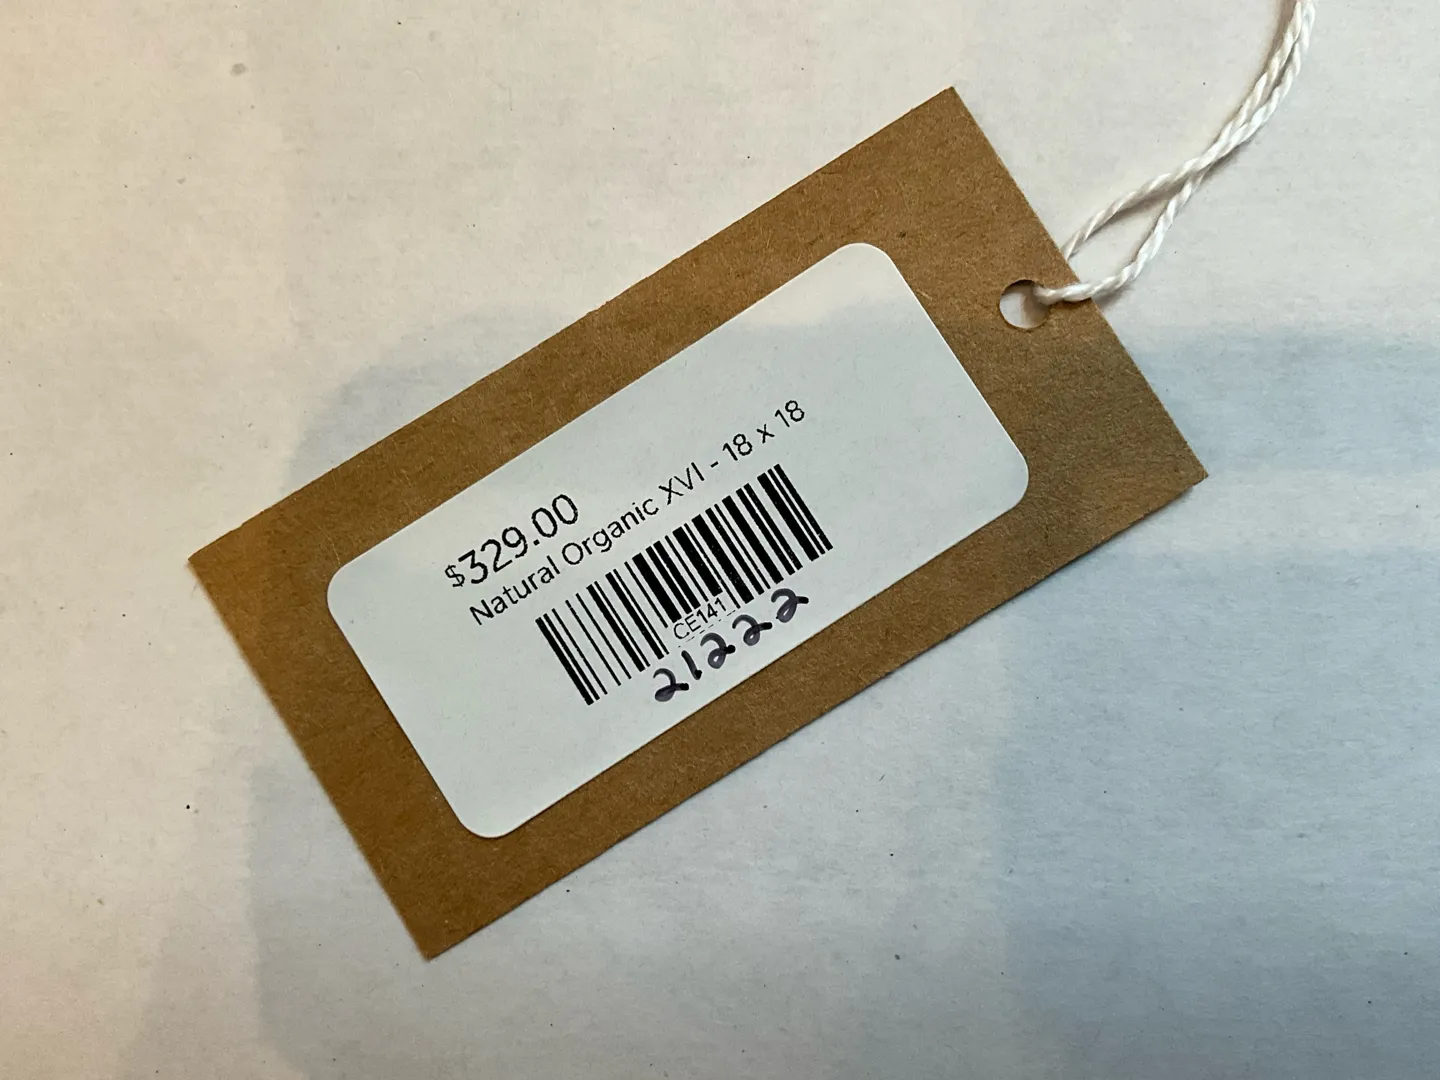 $329.00
Natural Organic XVI - 18 x 18
CE141
21222